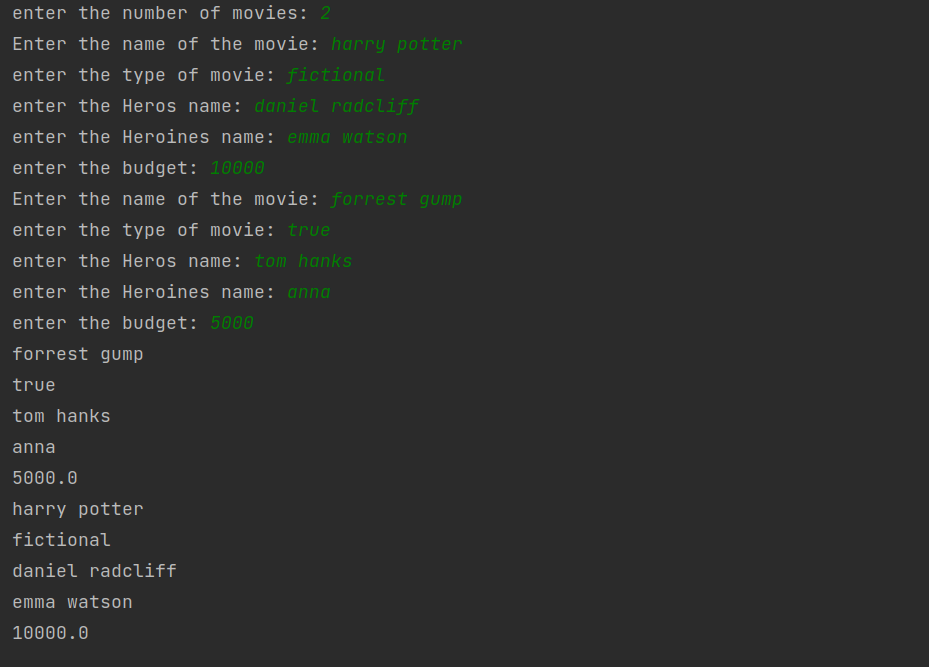 enter the number of movies: 2
Enter the name of the movie: harry potter
enter the type of movie: fictional
enter the Heros name: daniel radcliff
enter the Heroines name: emma watson
enter the budget: 10000
Enter the name of the movie: forrest gump
enter the type of movie: true
enter the Heros name: tom hanks
enter the Heroines name: anna
enter the budget: 5000
forrest gump
true
tom hanks
anna
5000.0
harry potter
fictional
daniel radcliff
emma watson
10000.0